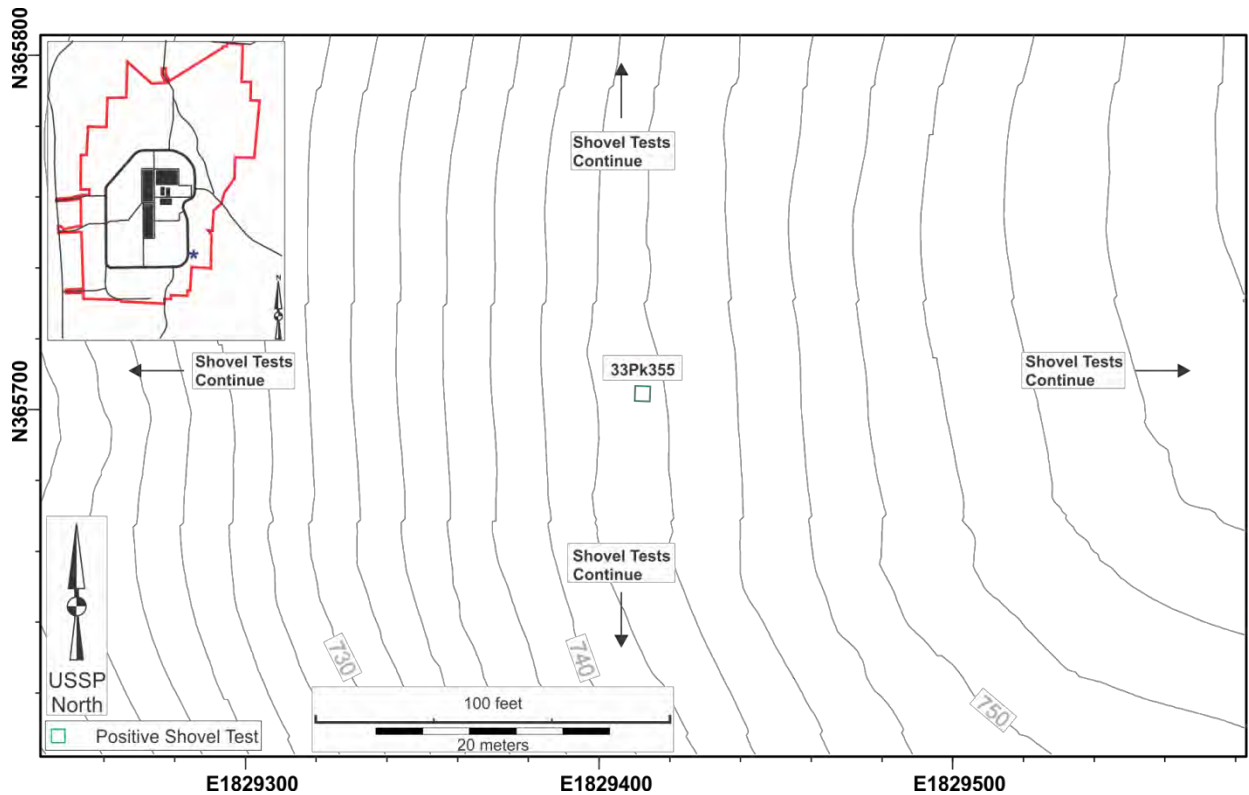 N365800
N365700
N
Shovel Tests
Continue
Shovel Tests
Continue
33Pk355
Shovel Tests
Continue
Shovel Tests
Continue
730
740
750
USSP
North
Positive Shovel Test
100 feet
20 meters
E1829300
E1829400
E1829500